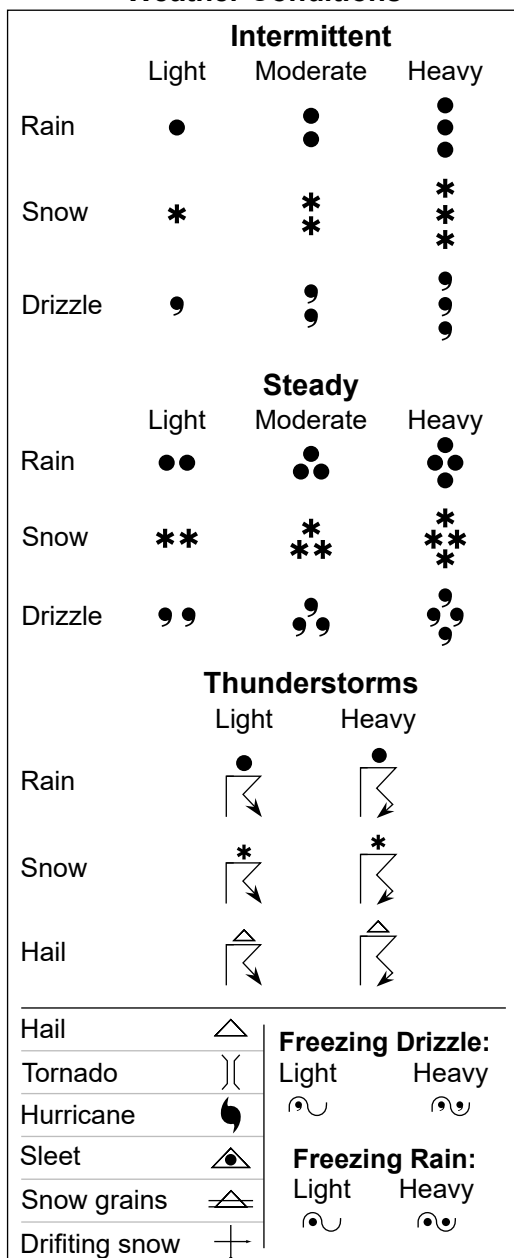 Weather Conditions
Intermittent
Light Moderate Heavy
Rain
Snow
Drizzle
Steady
Light Moderate Heavy
Rain
Snow
Drizzle
Thunderstorms
Light Heavy
Rain
Snow
Hail
Hail
Tornado
Hurricane
Sleet
Snow grains
Drifiting snow
Freezing Drizzle:
Light Heavy
Freezing Rain:
Light Heavy